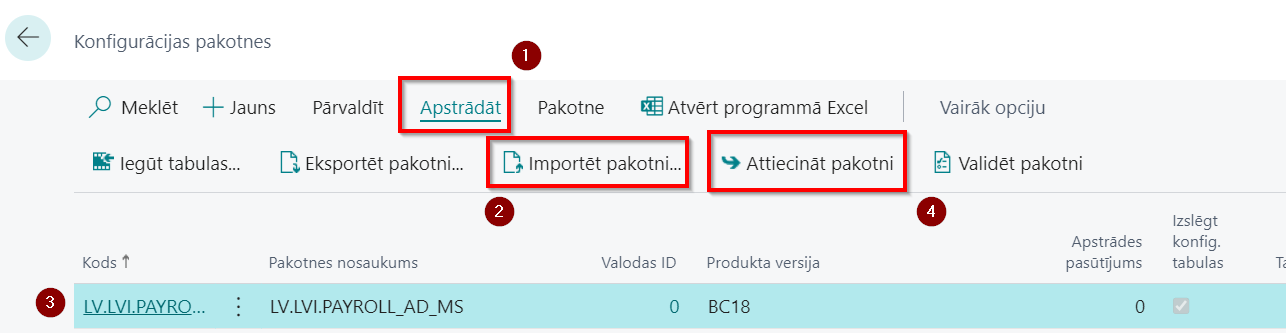 Konfigurācijas pakotnes
1
Meklēt Jauns Pārvaldīt Apstrādāt Pakotne Atvērt programmā Excel Vairāk opciju
Iegūt tabulas... Eksportēt pakotni... Importēt pakotni... Attiecināt pakotni Validēt pakotni
2 4
Kods ↑ Pakotnes nosaukums Valodas ID Produkta versija Apstrādes pasūtījums Izslēgt konfig. tabulas
3 LV.LVI.PAYRO... LV.LVI.PAYROLL_AD_MS 0 BC18 0